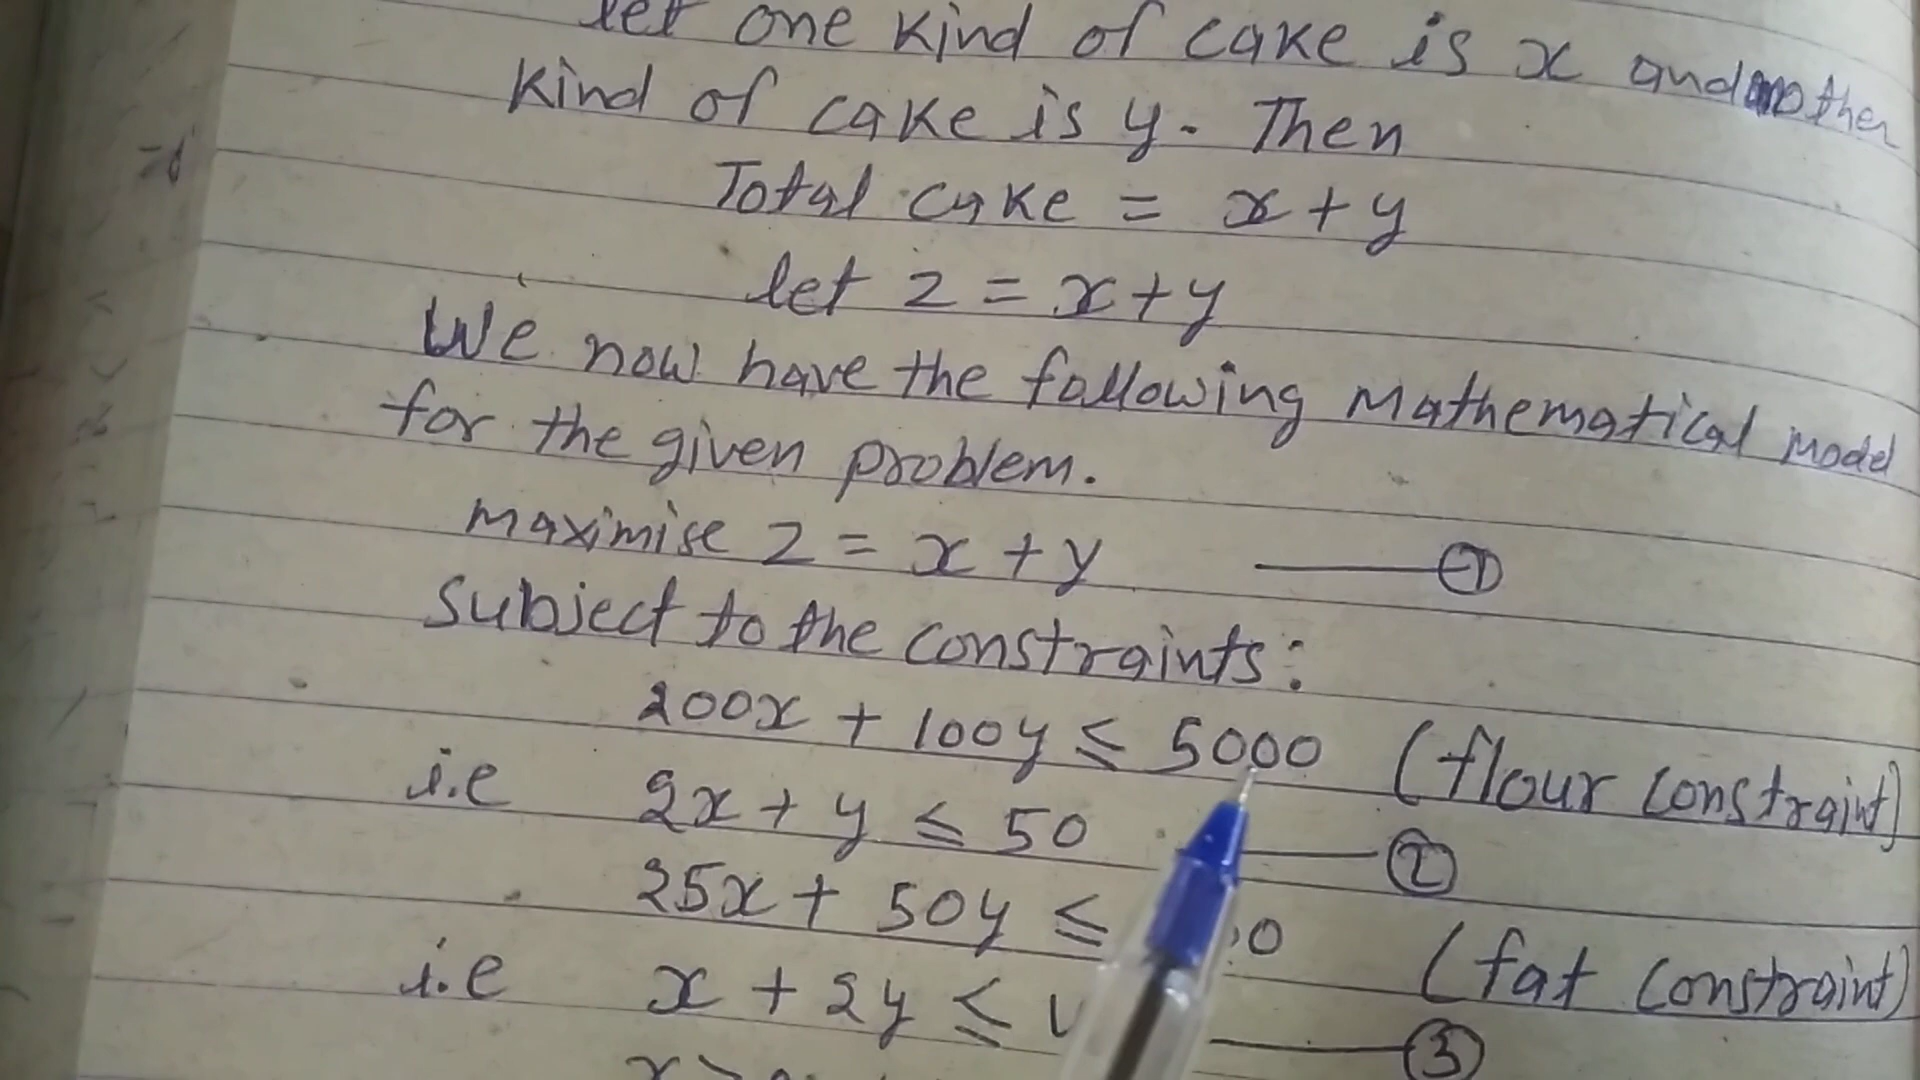 let one kind of cake is x and another
kind of cake is y. Then
Total cake = x + y
let z = x+y
We now have the following Mathematical Model
for the given problem.
Maximise z = x + y ——— ①
Subject to the constraints:
200x + 100y ≤ 5000 (flour constraint)
i.e 2x + y ≤ 50 ——— ②
25x + 50y ≤ 0 (fat constraint)
i.e x + 2y ≤ ——— ③